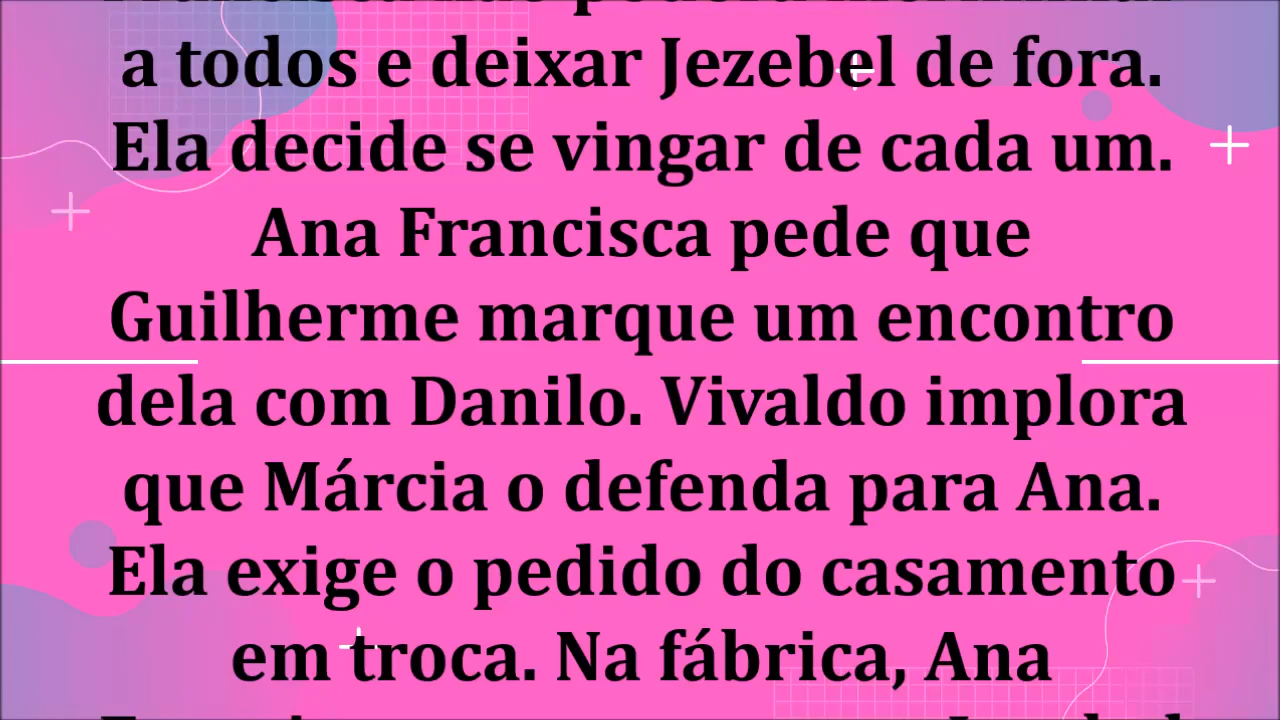 a todos e deixar Jezebel de fora.
Ela decide se vingar de cada um.
Ana Francisca pede que
Guilherme marque um encontro
dela com Danilo. Vivaldo implora
que Márcia o defenda para Ana.
Ela exige o pedido do casamento
em troca. Na fábrica, Ana